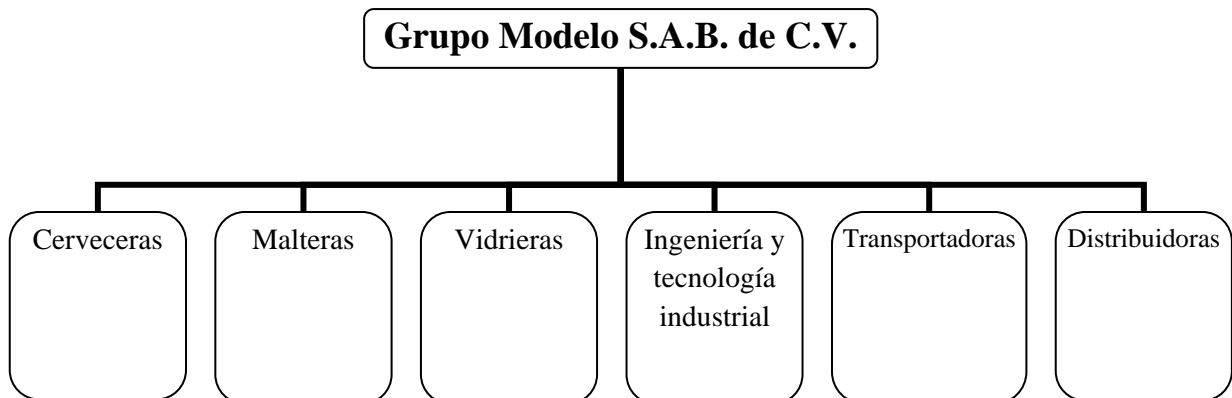 Grupo Modelo S.A.B. de C.V.
Cerveceras
Malteras
Vidrieras
Ingeniería y
tecnología
industrial
Transportadoras
Distribuidoras